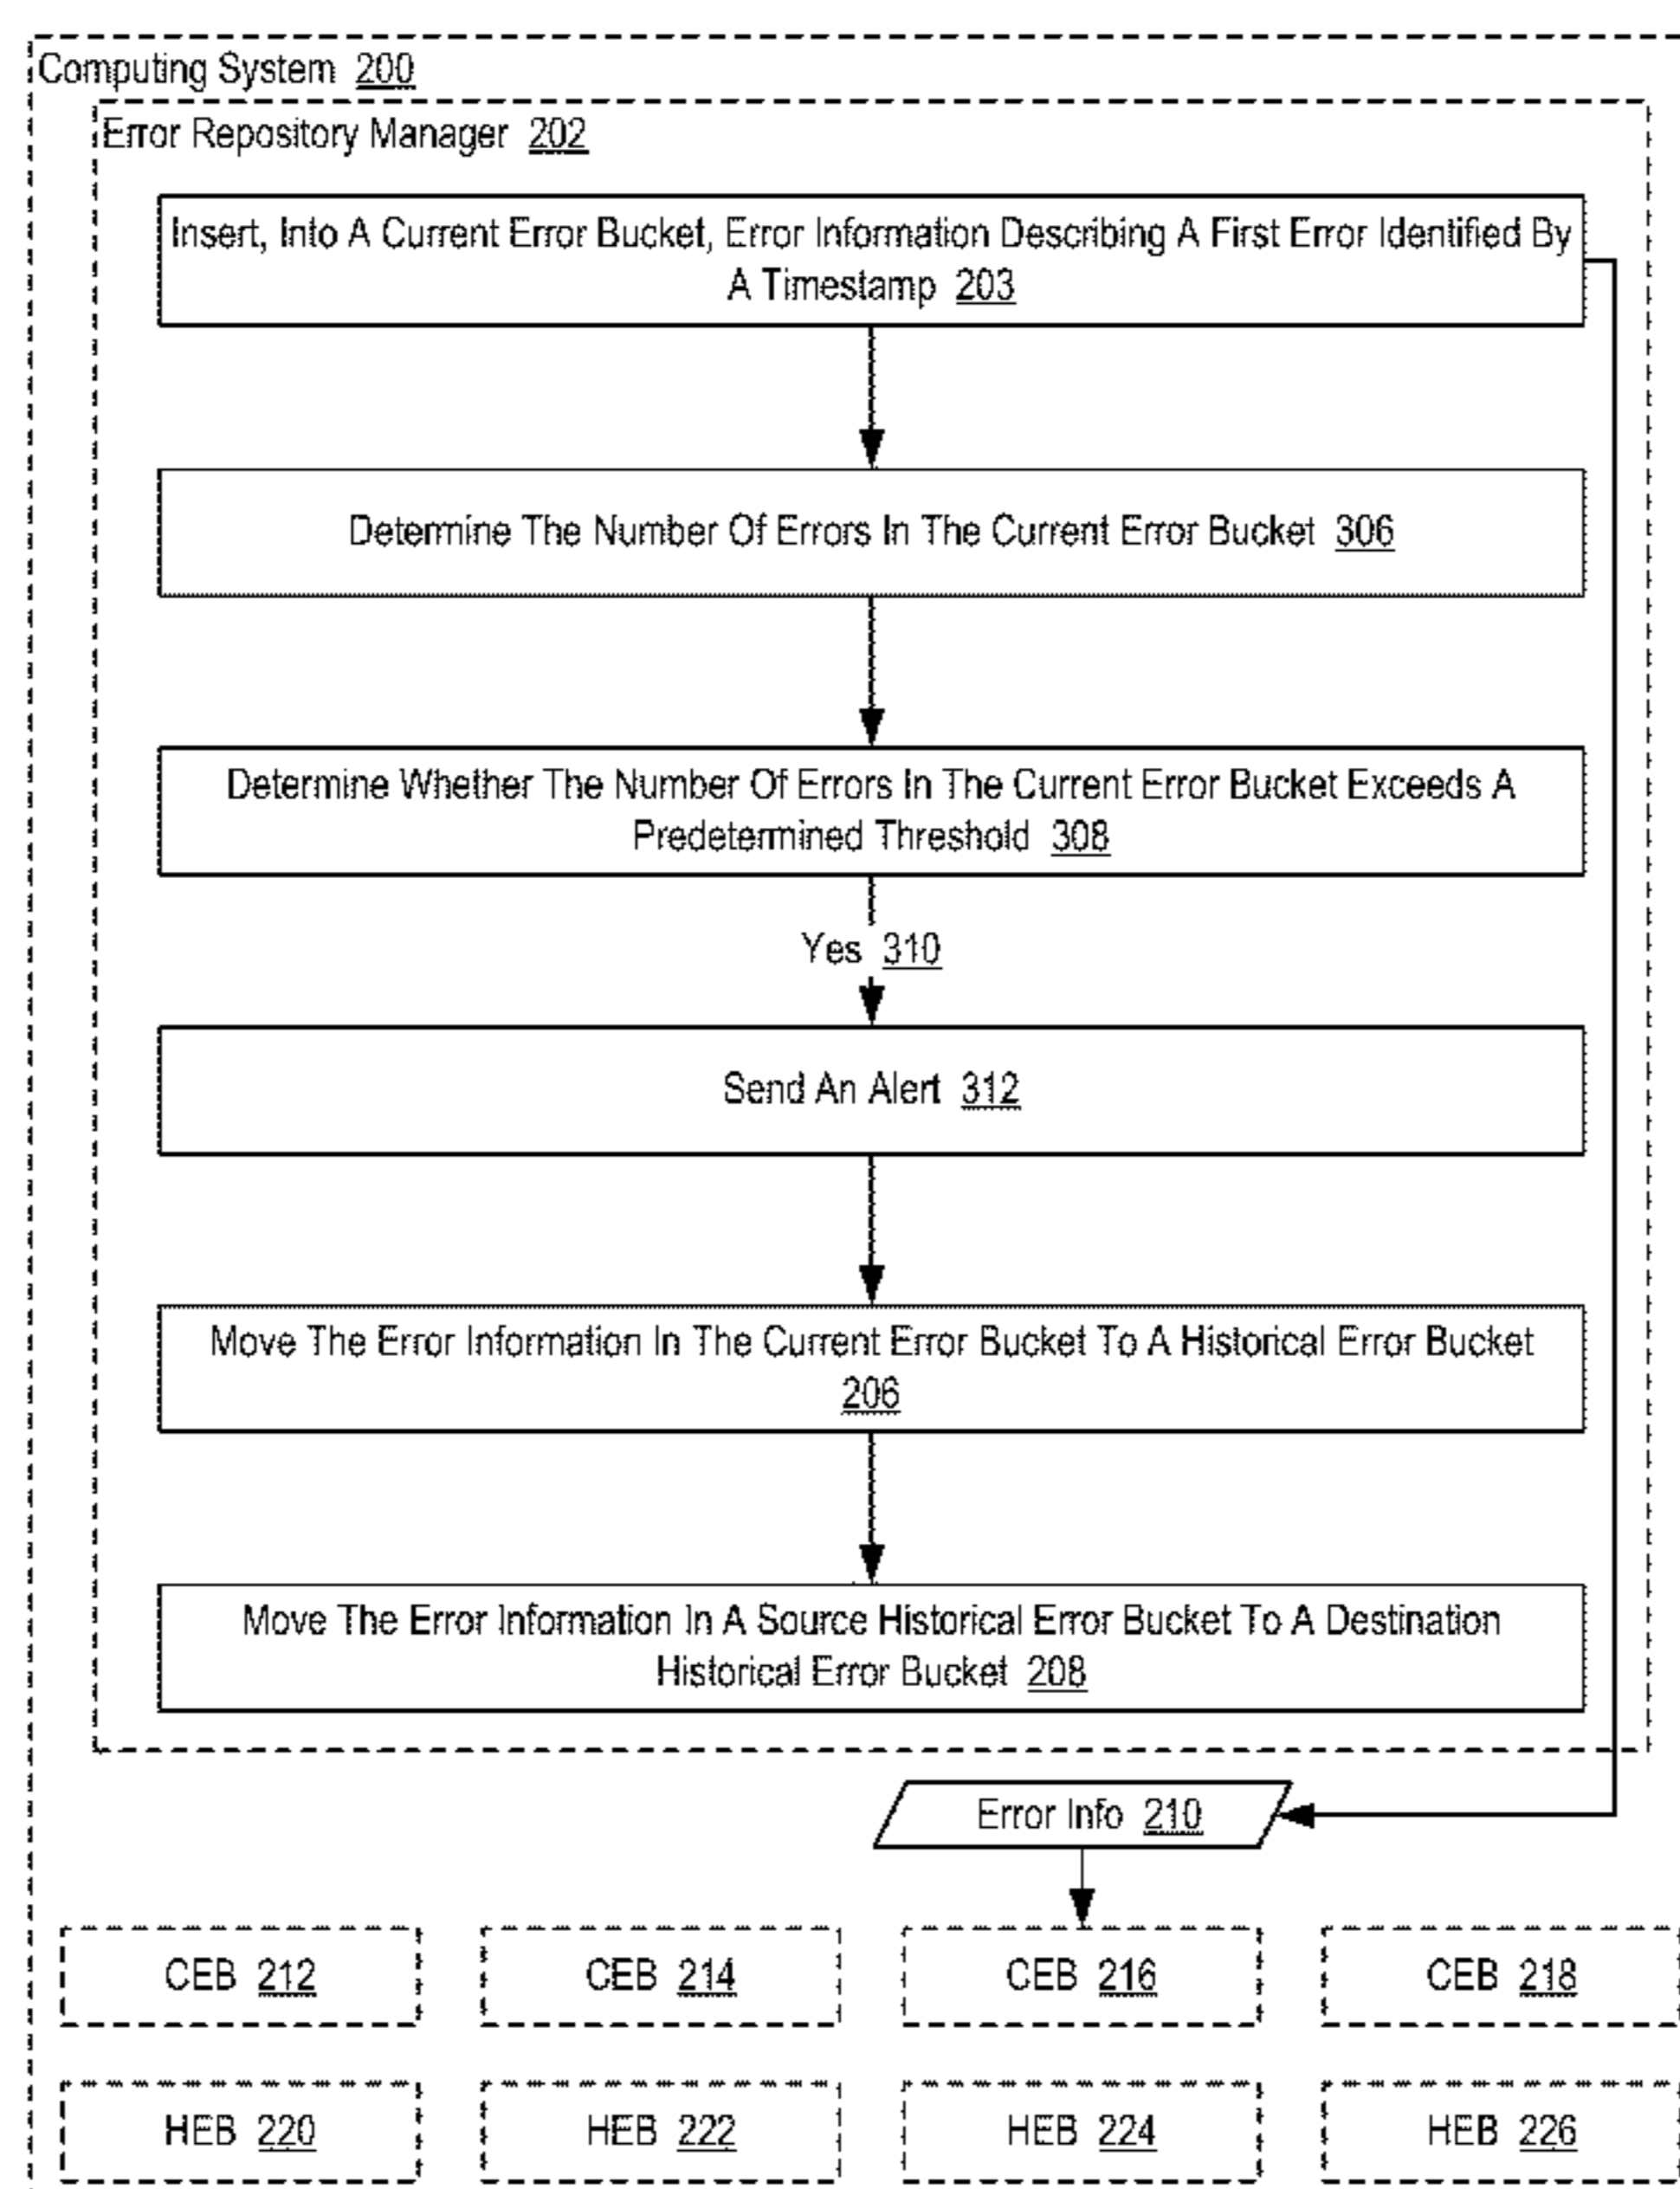 Computing System 200
Error Repository Manager 202
Insert, Into A Current Error Bucket, Error Information Describing A First Error Identified By
A Timestamp 203
Determine The Number Of Errors In The Current Error Bucket 306
Determine Whether The Number Of Errors In The Current Error Bucket Exceeds A
Predetermined Threshold 308
Yes 310
Send An Alert 312
Move The Error Information In The Current Error Bucket To A Historical Error Bucket
206
Move The Error Information In A Source Historical Error Bucket To A Destination
Historical Error Bucket 208
Error Info 210
CEB 212
CEB 214
CEB 216
CEB 218
HEB 220
HEB 222
HEB 224
HEB 226